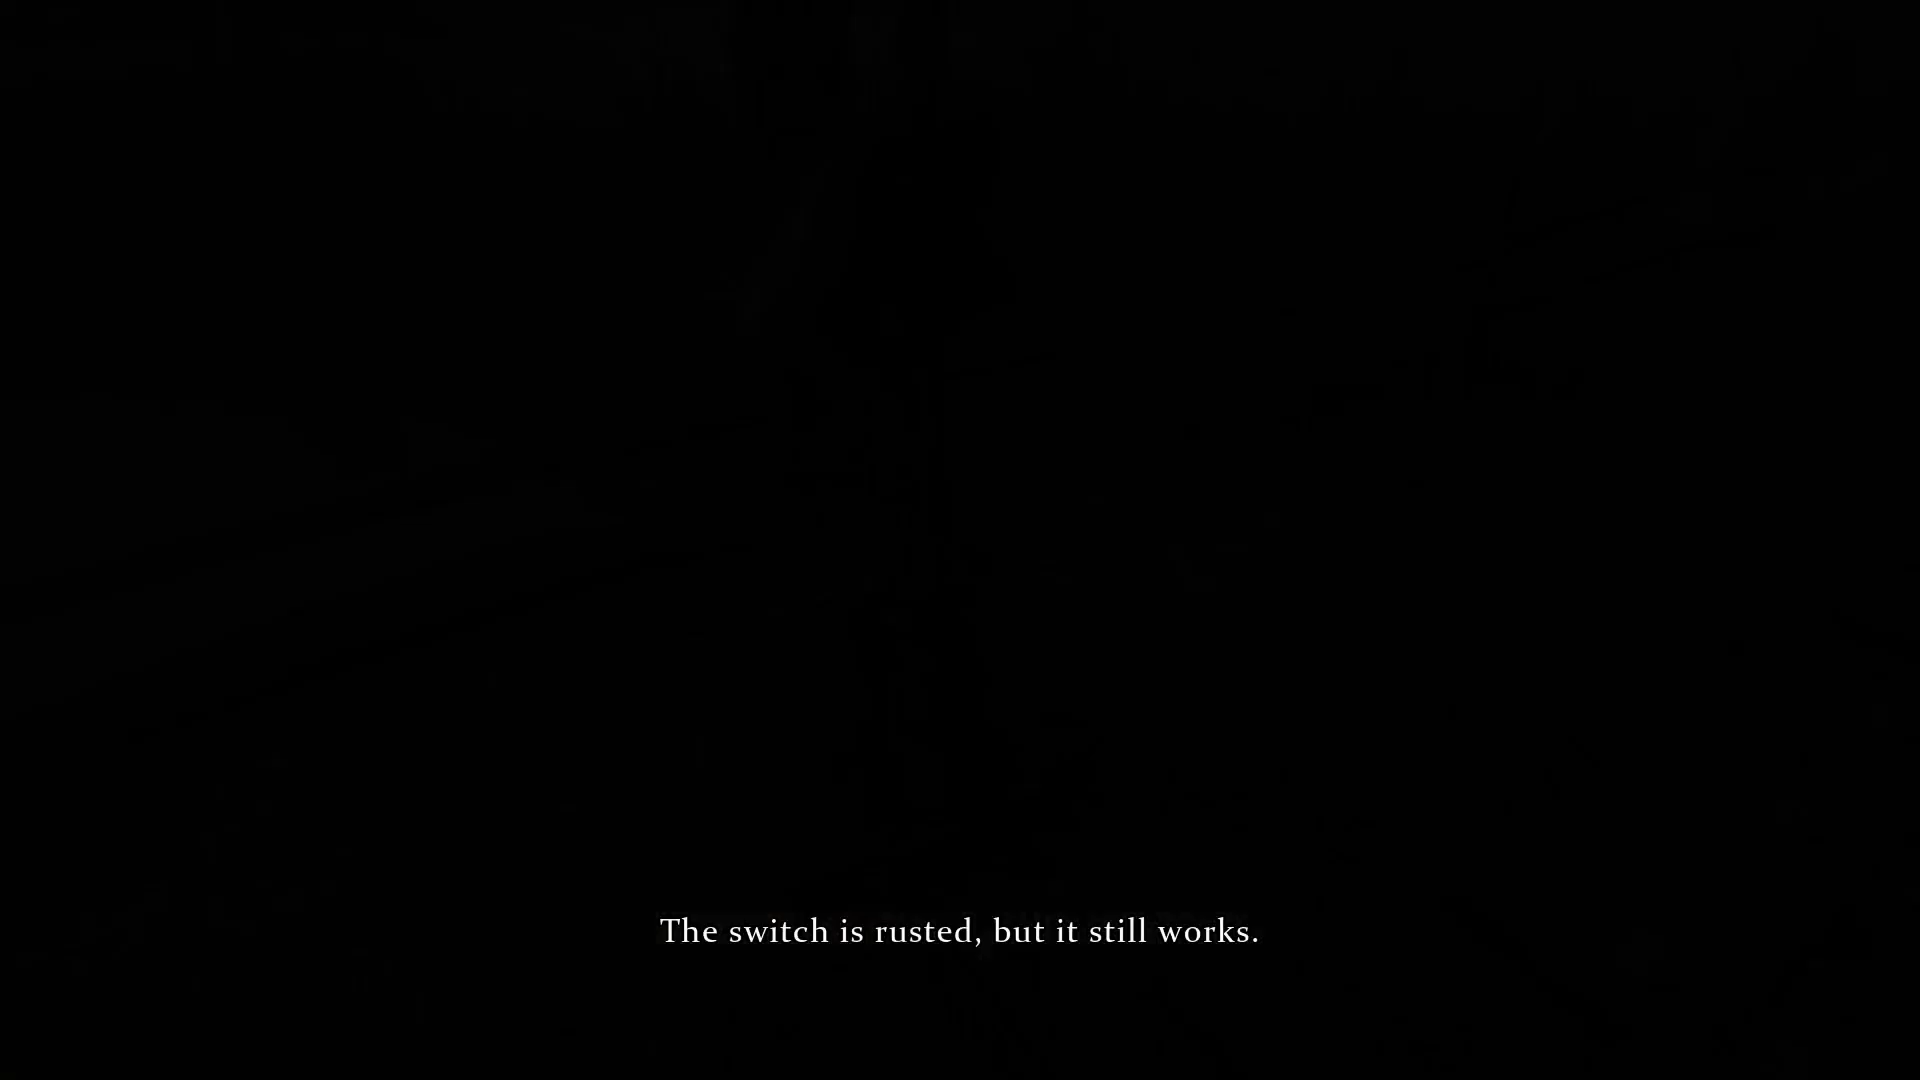 The switch is rusted, but it still works.